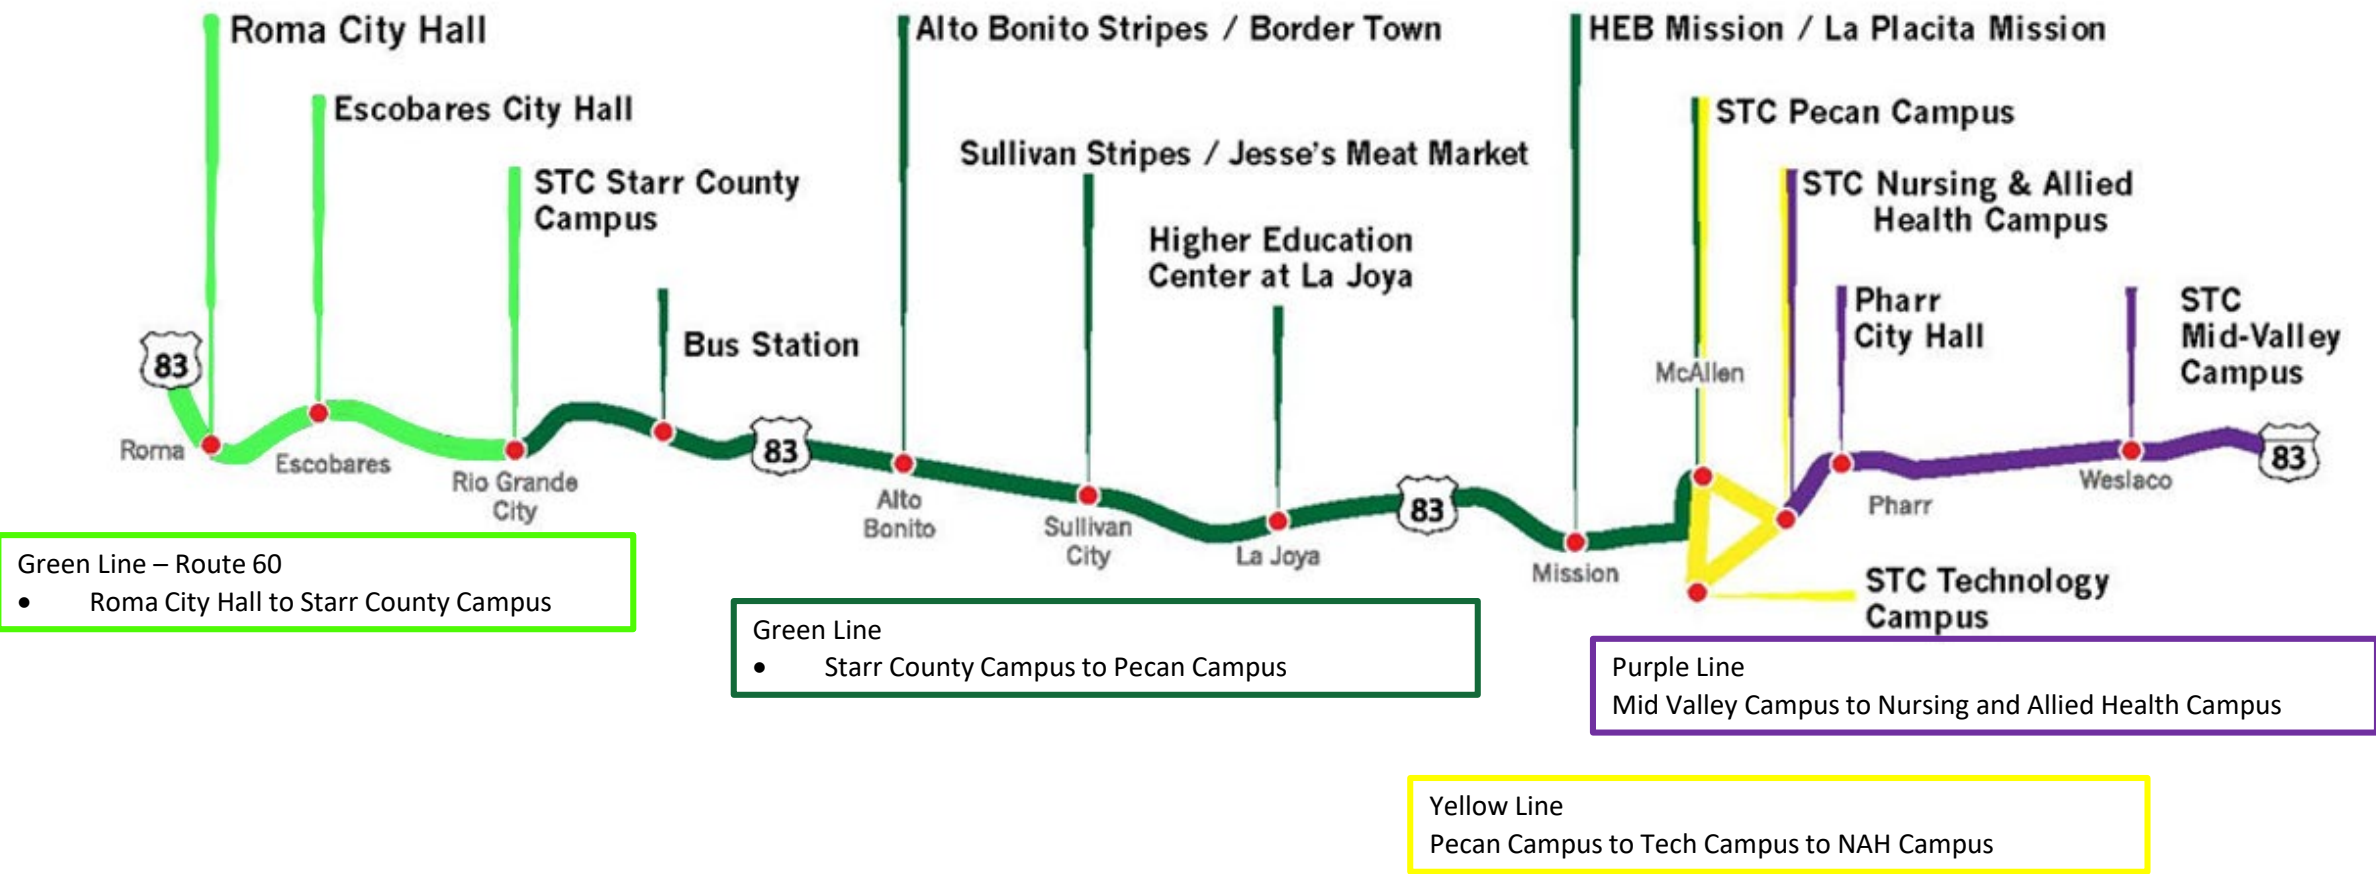 Roma City Hall
Alto Bonito Stripes / Border Town
HEB Mission / La Placita Mission
Escobares City Hall
STC Pecan Campus
Sullivan Stripes / Jesse's Meat Market
STC Starr County
Campus
STC Nursing & Allied
Health Campus
Higher Education
Center at La Joya
Bus Station
Pharr
City Hall
STC
Mid-Valley
Campus
83
McAllen
Roma
Escobares
Rio Grande
City
83
Alto
Bonito
Sullivan
City
La Joya
83
Mission
Pharr
Weslaco
83
STC Technology
Campus
Green Line – Route 60
• Roma City Hall to Starr County Campus
Green Line
• Starr County Campus to Pecan Campus
Purple Line
Mid Valley Campus to Nursing and Allied Health Campus
Yellow Line
Pecan Campus to Tech Campus to NAH Campus